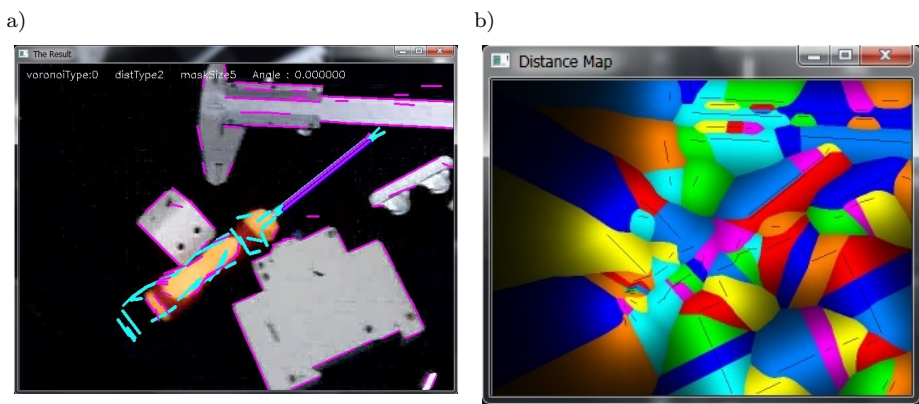 a)
b)
The Result
voronoiType:0 distType2 maskSize5 Angle : 0.000000
Distance Map